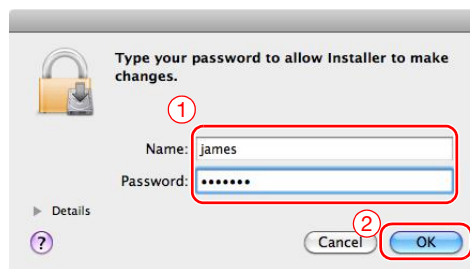 Type your password to allow Installer to make
changes.
1
Name: james
Password: •••••••
Details
2
? Cancel OK